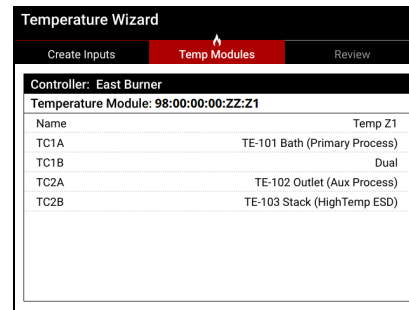 Temperature Wizard
Create Inputs Temp Modules Review
Controller: East Burner
Temperature Module: 98:00:00:00:ZZ:Z1
Name Temp Z1
TC1A TE-101 Bath (Primary Process)
TC1B Dual
TC2A TE-102 Outlet (Aux Process)
TC2B TE-103 Stack (HighTemp ESD)